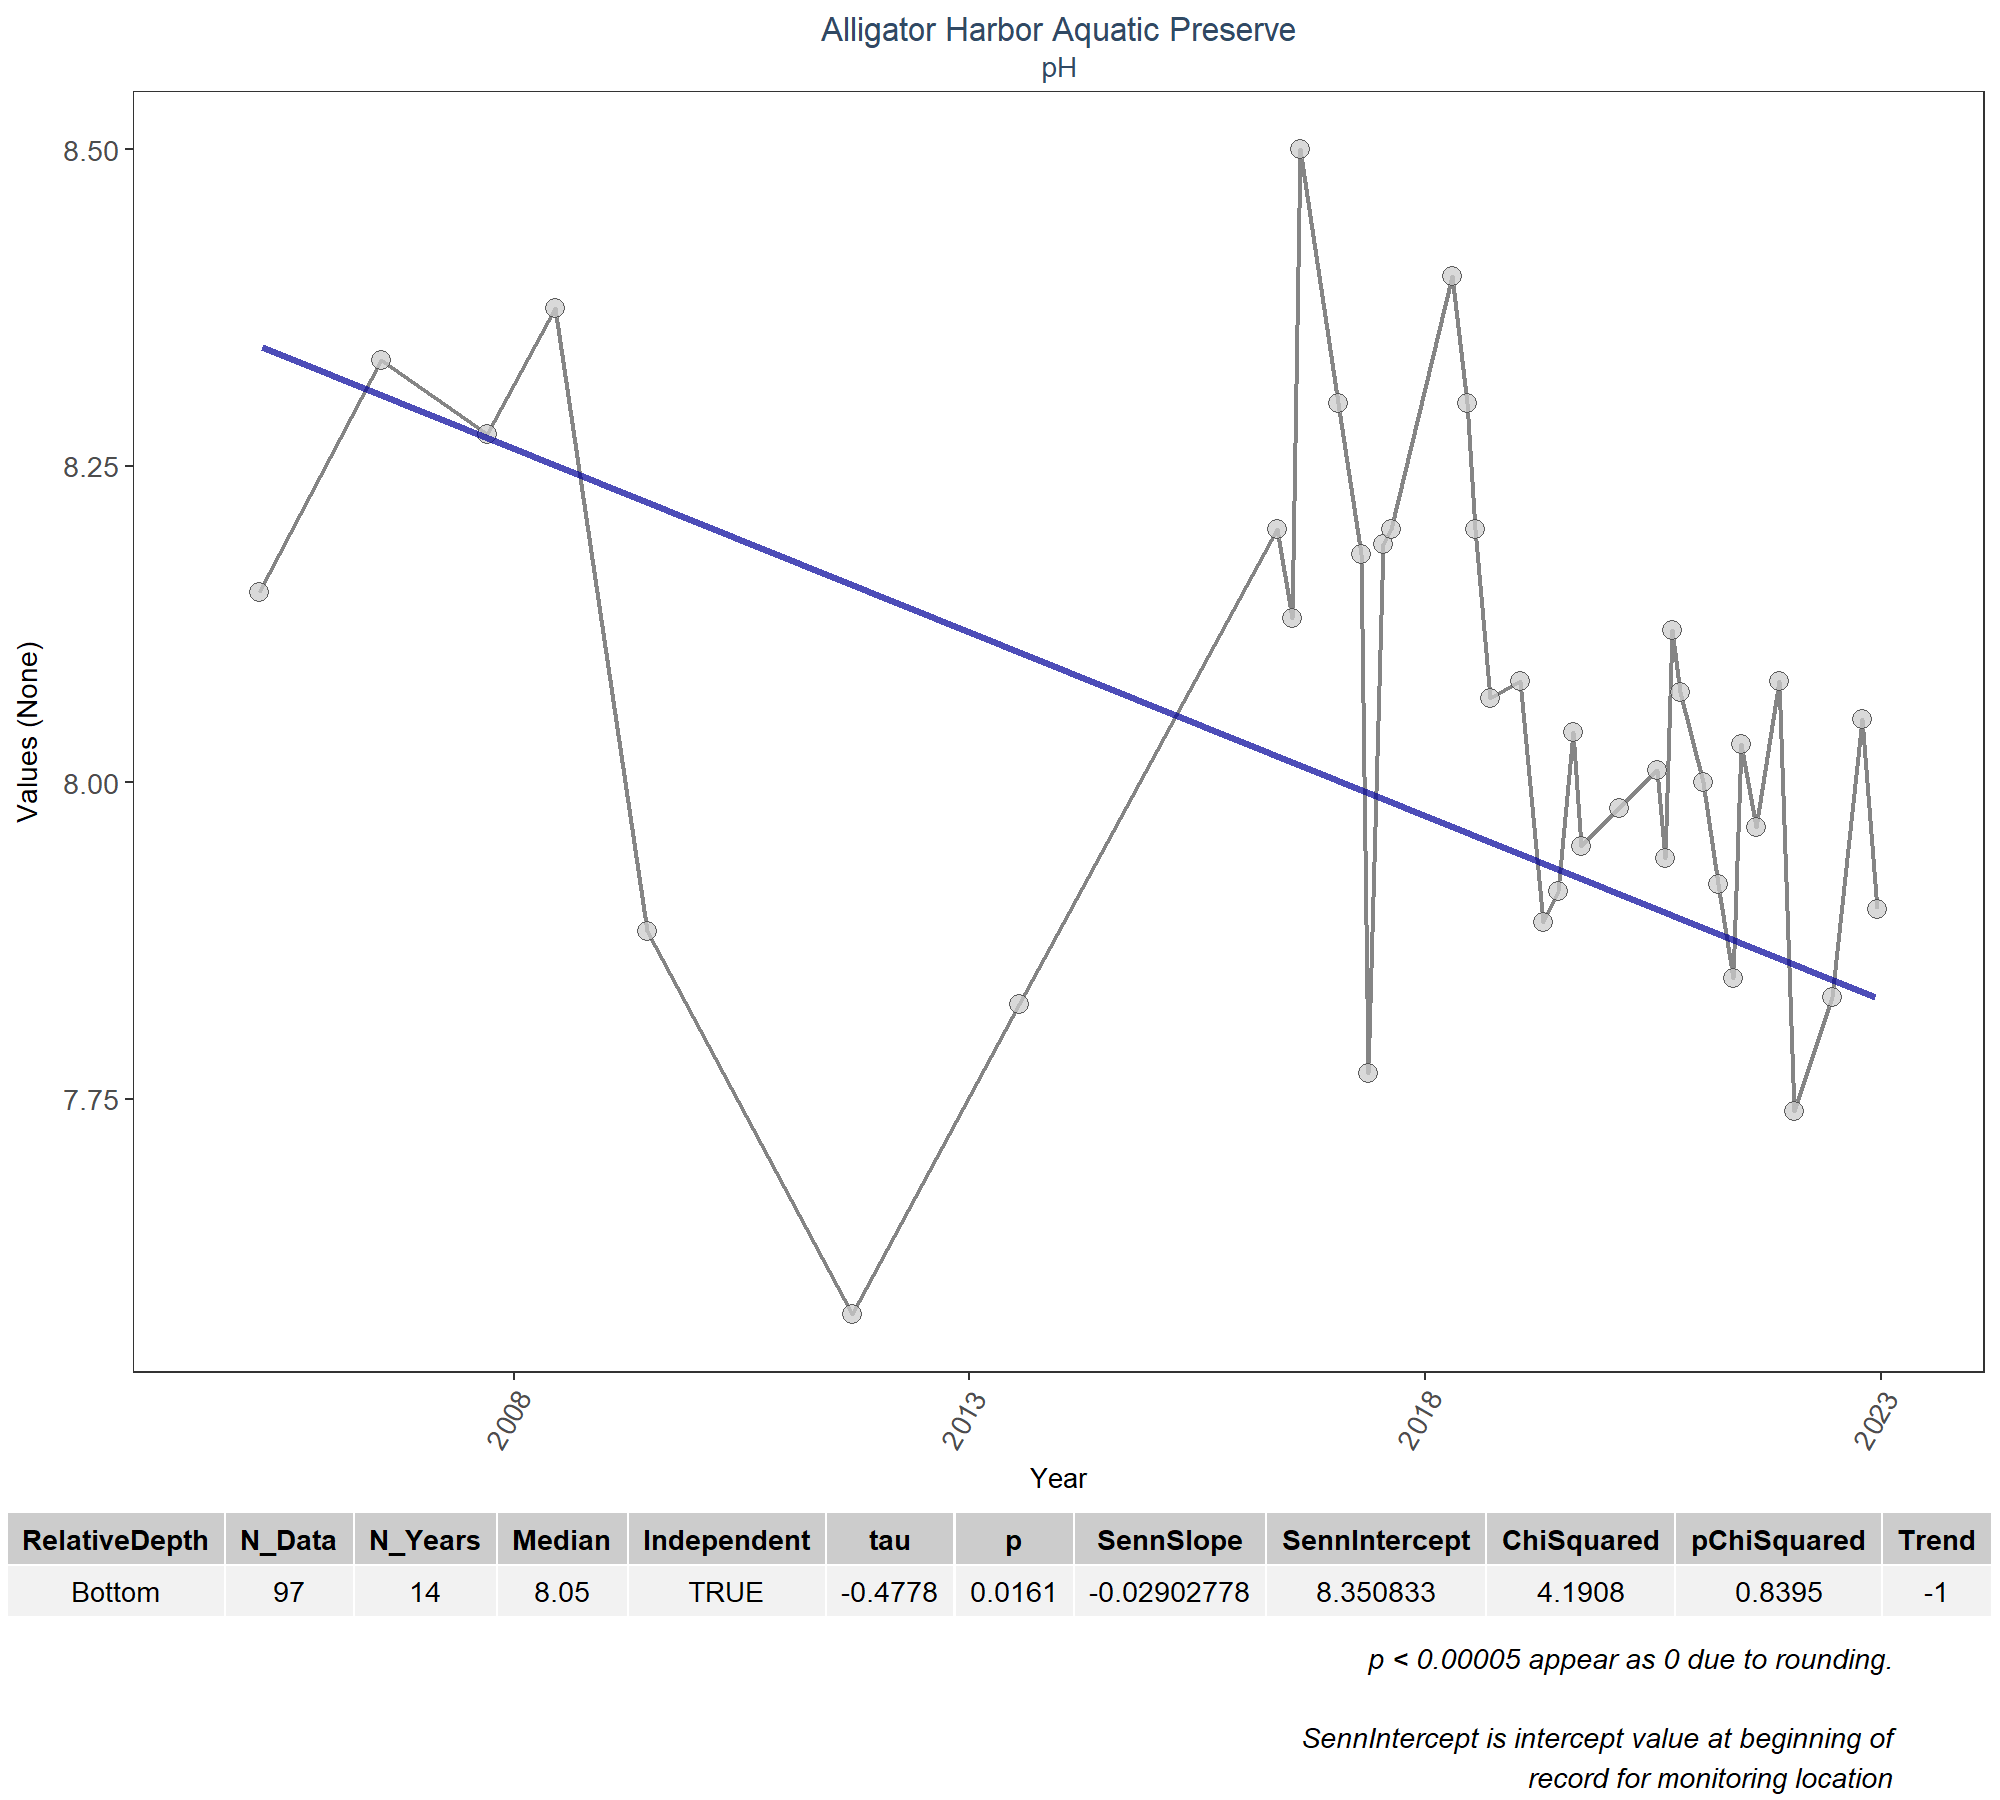 Alligator Harbor Aquatic Preserve
pH
8.50
8.25
8.00
7.75
Values (None)
2008
2013
2018
2023
Year
RelativeDepth N_Data N_Years Median Independent tau p SennSlope SennIntercept ChiSquared pChiSquared Trend
Bottom 97 14 8.05 TRUE -0.4778 0.0161 -0.02902778 8.350833 4.1908 0.8395 -1
p < 0.00005 appear as 0 due to rounding.
SennIntercept is intercept value at beginning of
record for monitoring location